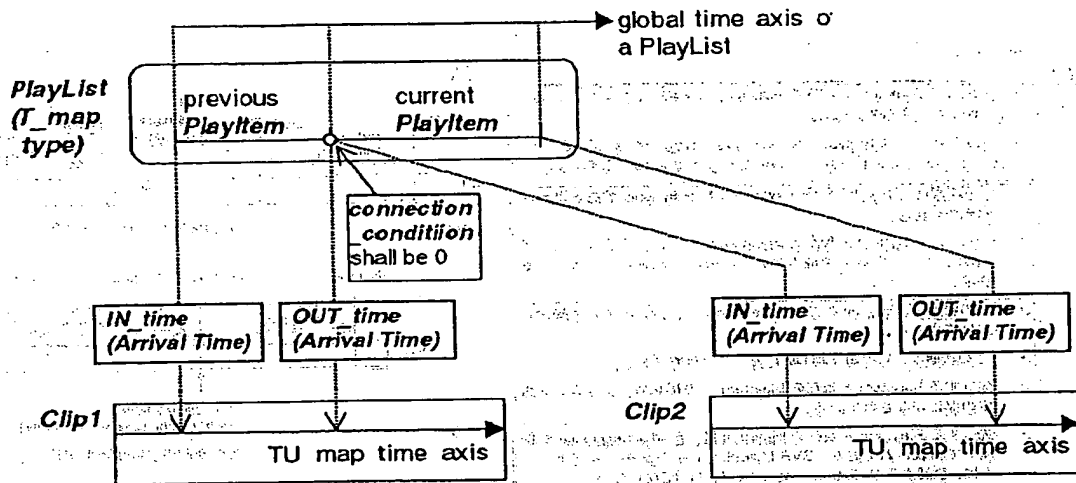 global time axis o
a PlayList
PlayList
(T_map
type)
previous
PlayItem
current
PlayItem
connection
_conditiion
shall be 0
IN_time
(Arrival Time)
OUT_time
(Arrival Time)
IN_time
(Arrival Time)
OUT_time
(Arrival Time)
Clip1
TU map time axis
Clip2
TU map time axis